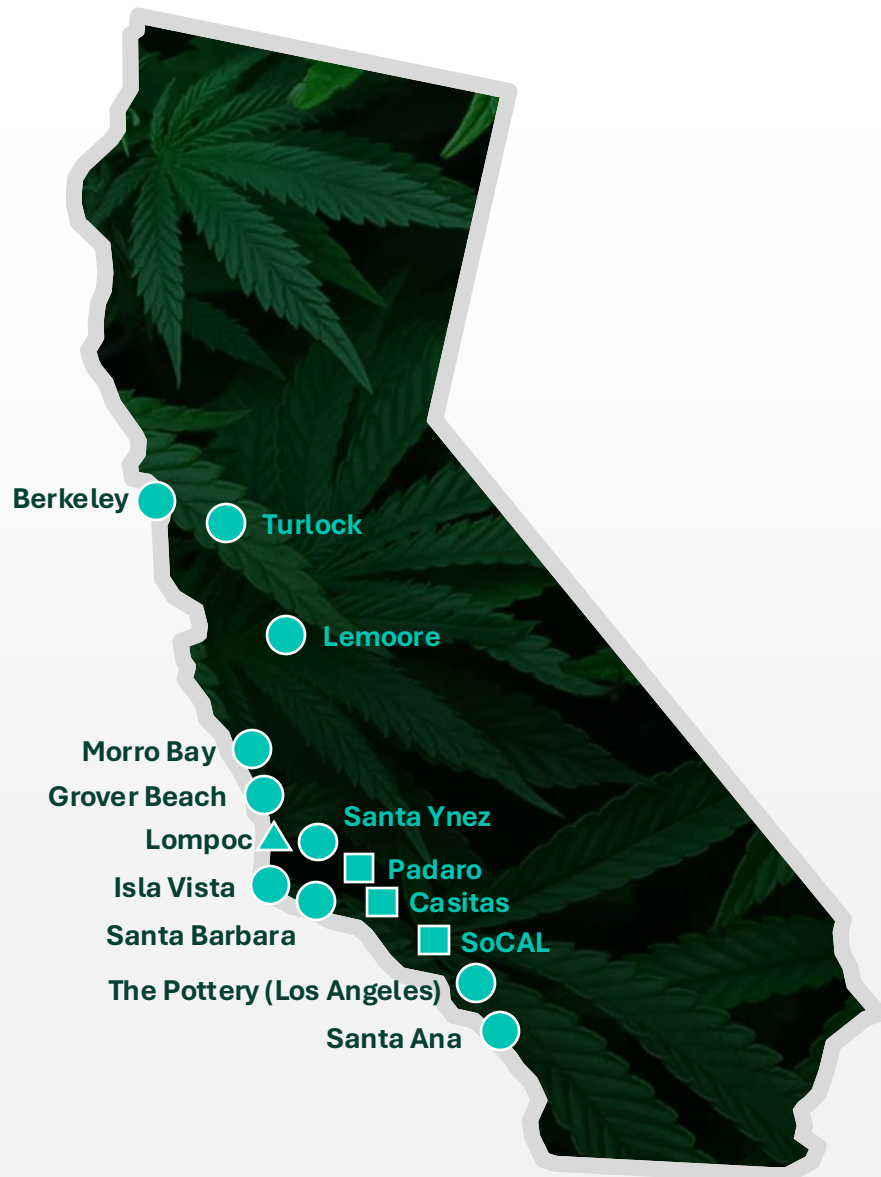 Berkeley
Turlock
Lemoore
Morro Bay
Grover Beach
Santa Ynez
Lompoc
Padaro
Isla Vista
Casitas
Santa Barbara
SoCAL
The Pottery (Los Angeles)
Santa Ana